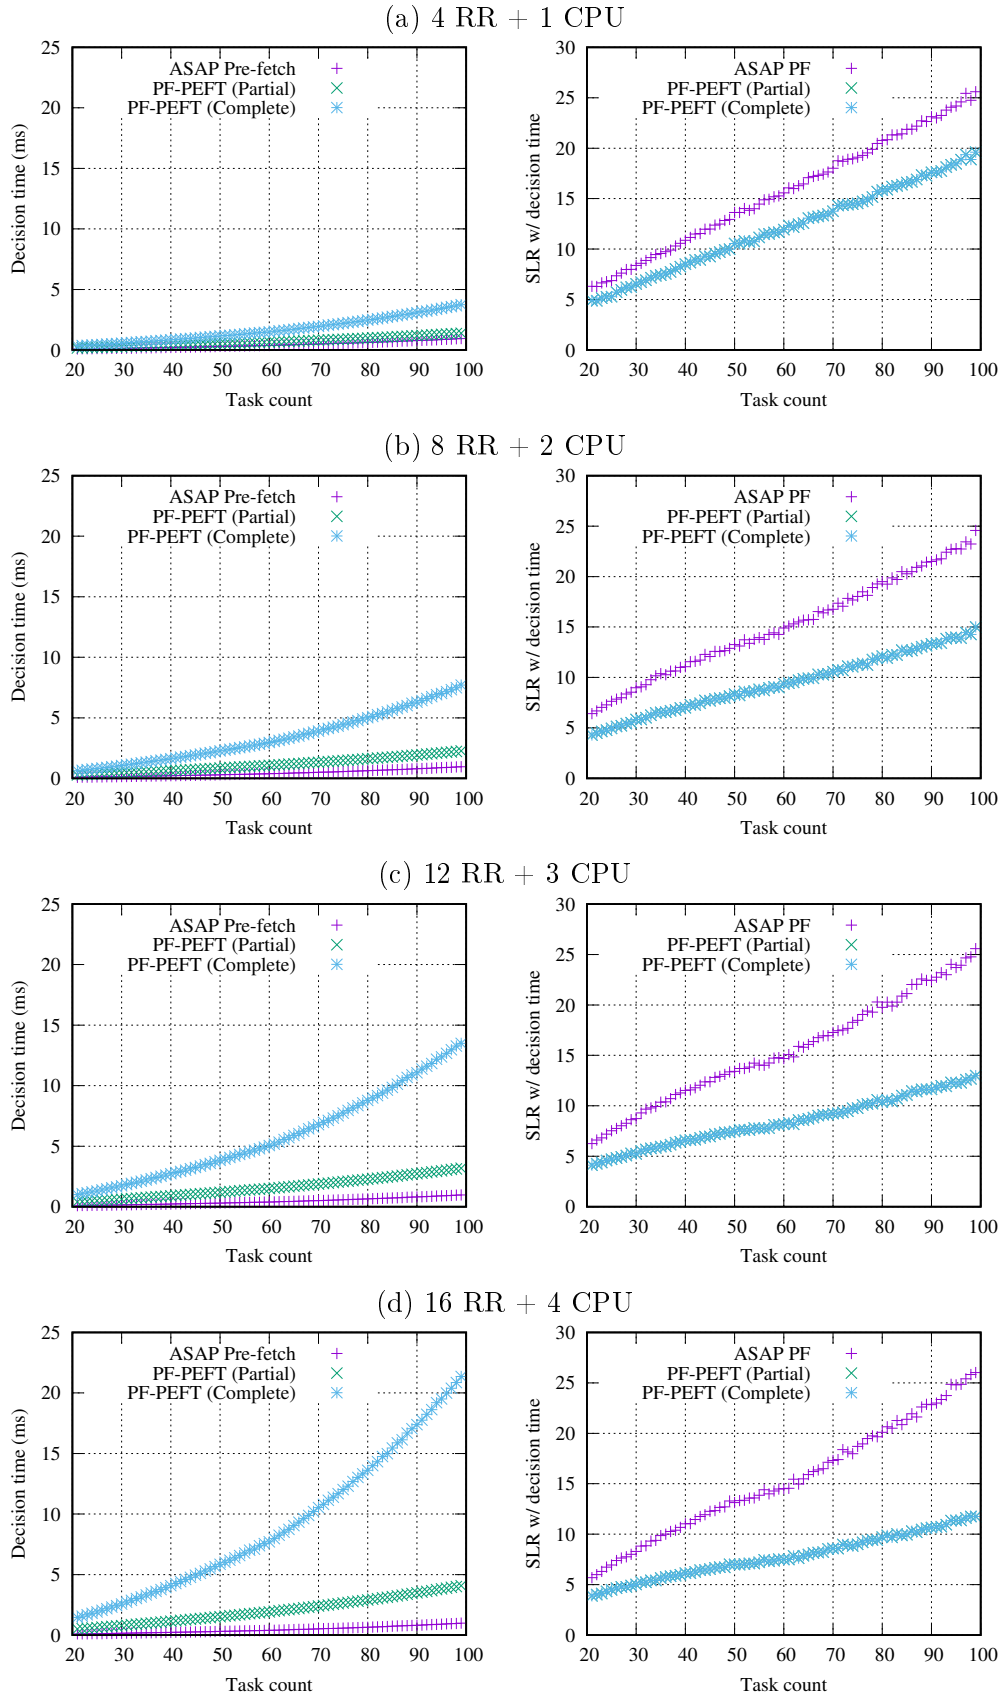 (a) 4 RR + 1 CPU
25
20
15
10
5
0
20 30 40 50 60 70 80 90 100
Decision time (ms)
Task count
ASAP Pre-fetch
PF-PEFT (Partial)
PF-PEFT (Complete)
30
25
20
15
10
5
0
20 30 40 50 60 70 80 90 100
SLR w/ decision time
Task count
ASAP PF
PF-PEFT (Partial)
PF-PEFT (Complete)
(b) 8 RR + 2 CPU
25
20
15
10
5
0
20 30 40 50 60 70 80 90 100
Decision time (ms)
Task count
ASAP Pre-fetch
PF-PEFT (Partial)
PF-PEFT (Complete)
30
25
20
15
10
5
0
20 30 40 50 60 70 80 90 100
SLR w/ decision time
Task count
ASAP PF
PF-PEFT (Partial)
PF-PEFT (Complete)
(c) 12 RR + 3 CPU
25
20
15
10
5
0
20 30 40 50 60 70 80 90 100
Decision time (ms)
Task count
ASAP Pre-fetch
PF-PEFT (Partial)
PF-PEFT (Complete)
30
25
20
15
10
5
0
20 30 40 50 60 70 80 90 100
SLR w/ decision time
Task count
ASAP PF
PF-PEFT (Partial)
PF-PEFT (Complete)
(d) 16 RR + 4 CPU
25
20
15
10
5
0
20 30 40 50 60 70 80 90 100
Decision time (ms)
Task count
ASAP Pre-fetch
PF-PEFT (Partial)
PF-PEFT (Complete)
30
25
20
15
10
5
0
20 30 40 50 60 70 80 90 100
SLR w/ decision time
Task count
ASAP PF
PF-PEFT (Partial)
PF-PEFT (Complete)